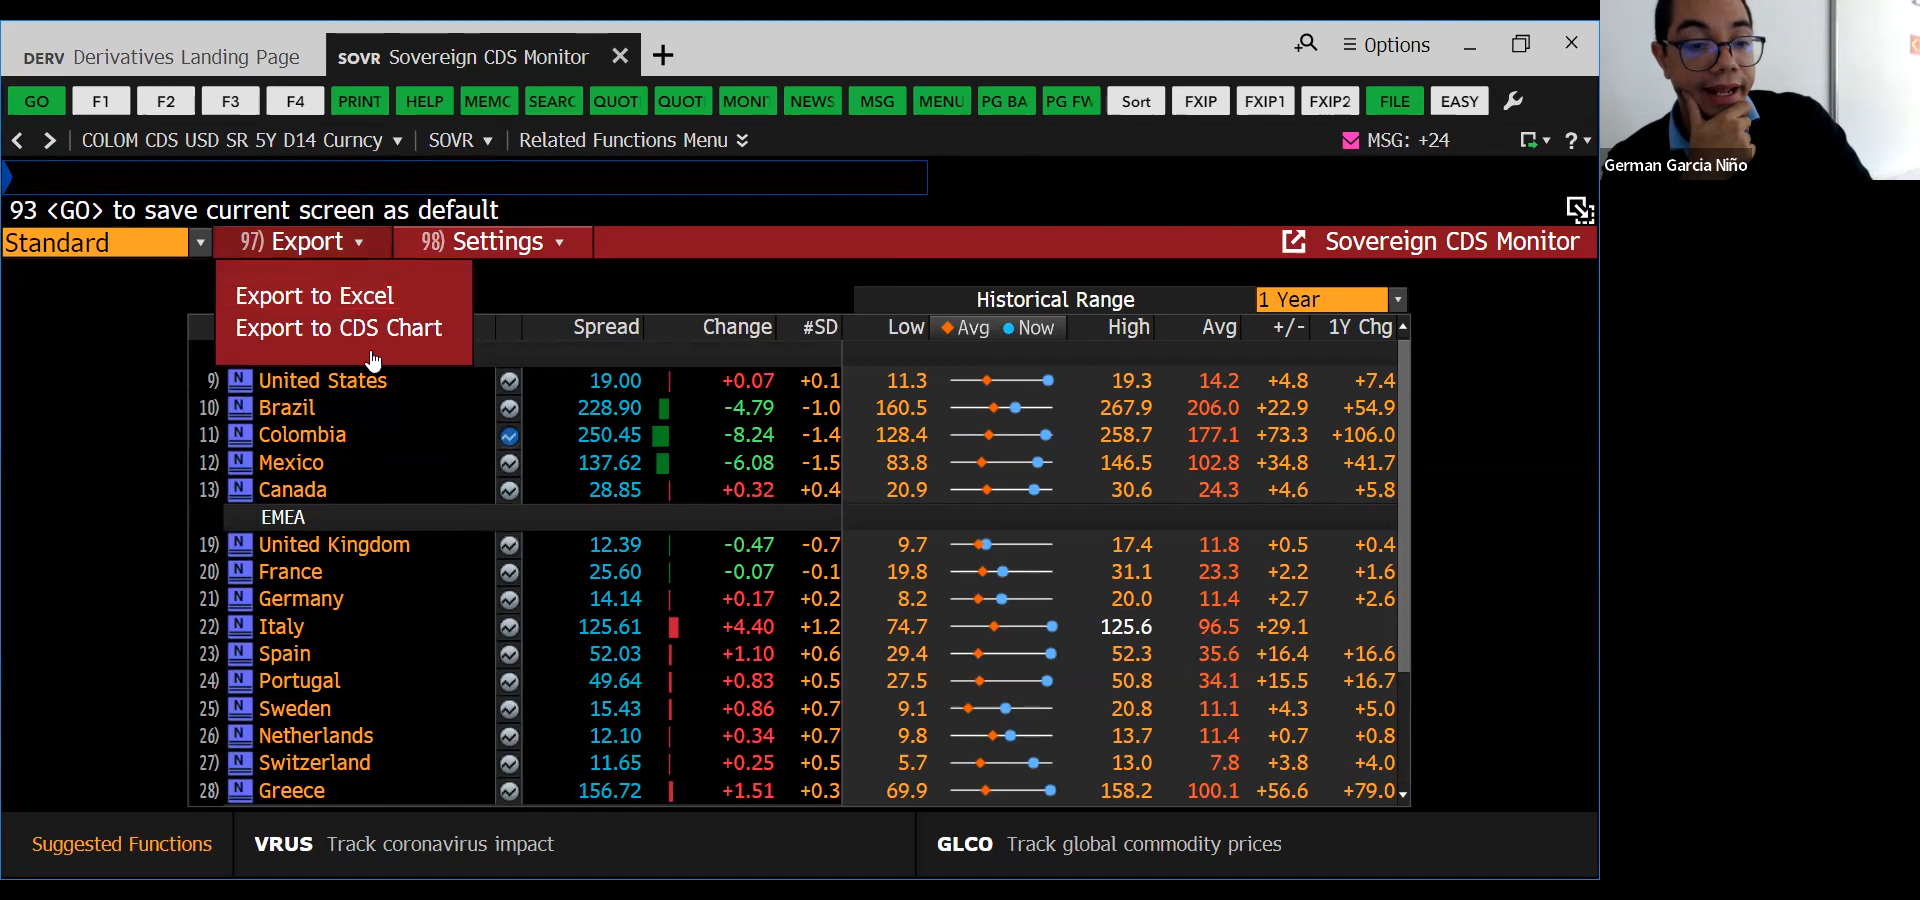 DERV Derivatives Landing Page
SOVR Sovereign CDS Monitor
Options
GO F1 F2 F3 F4 PRINT HELP MEMC SEARC QUOT QUOT MONI NEWS MSG MENU PG BA PG FW Sort FXIP FXIP1 FXIP2 FILE EASY
COLOM CDS USD SR 5Y D14 Curncy SOVR Related Functions Menu MSG: +24 ?
German Garcia Niño
93 <GO> to save current screen as default
Standard 97) Export 98) Settings Sovereign CDS Monitor
Export to Excel
Export to CDS Chart
Historical Range 1 Year
Spread Change #SD Low Avg Now High Avg +/- 1Y Chg
9) N United States 19.00 +0.07 +0.1 11.3 19.3 14.2 +4.8 +7.4
10) N Brazil 228.90 -4.79 -1.0 160.5 267.9 206.0 +22.9 +54.9
11) N Colombia 250.45 -8.24 -1.4 128.4 258.7 177.1 +73.3 +106.0
12) N Mexico 137.62 -6.08 -1.5 83.8 146.5 102.8 +34.8 +41.7
13) N Canada 28.85 +0.32 +0.4 20.9 30.6 24.3 +4.6 +5.8
EMEA
19) N United Kingdom 12.39 -0.47 -0.7 9.7 17.4 11.8 +0.5 +0.4
20) N France 25.60 -0.07 -0.1 19.8 31.1 23.3 +2.2 +1.6
21) N Germany 14.14 +0.17 +0.2 8.2 20.0 11.4 +2.7 +2.6
22) N Italy 125.61 +4.40 +1.2 74.7 125.6 96.5 +29.1
23) N Spain 52.03 +1.10 +0.6 29.4 52.3 35.6 +16.4 +16.6
24) N Portugal 49.64 +0.83 +0.5 27.5 50.8 34.1 +15.5 +16.7
25) N Sweden 15.43 +0.86 +0.7 9.1 20.8 11.1 +4.3 +5.0
26) N Netherlands 12.10 +0.34 +0.7 9.8 13.7 11.4 +0.7 +0.8
27) N Switzerland 11.65 +0.25 +0.5 5.7 13.0 7.8 +3.8 +4.0
28) N Greece 156.72 +1.51 +0.3 69.9 158.2 100.1 +56.6 +79.0
Suggested Functions VRUS Track coronavirus impact GLCO Track global commodity prices